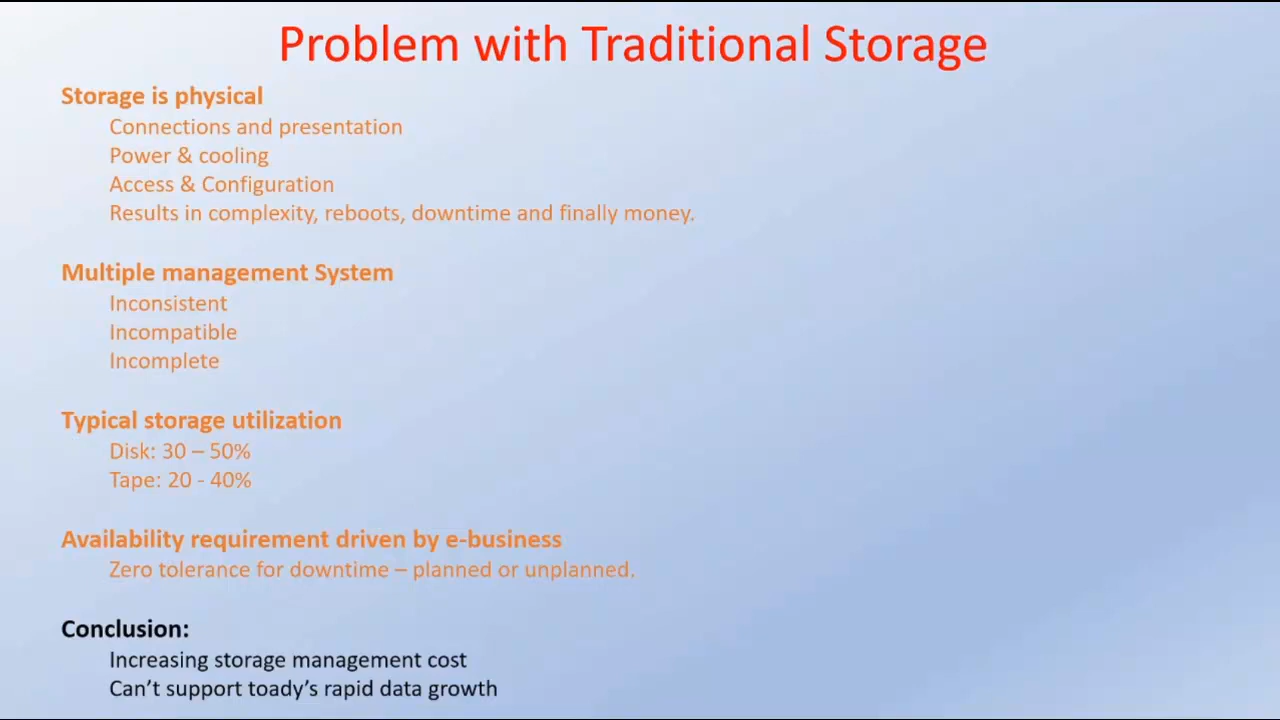 Problem with Traditional Storage
Storage is physical
Connections and presentation
Power & cooling
Access & Configuration
Results in complexity, reboots, downtime and finally money.
Multiple management System
Inconsistent
Incompatible
Incomplete
Typical storage utilization
Disk: 30 – 50%
Tape: 20 - 40%
Availability requirement driven by e-business
Zero tolerance for downtime – planned or unplanned.
Conclusion:
Increasing storage management cost
Can’t support toady’s rapid data growth